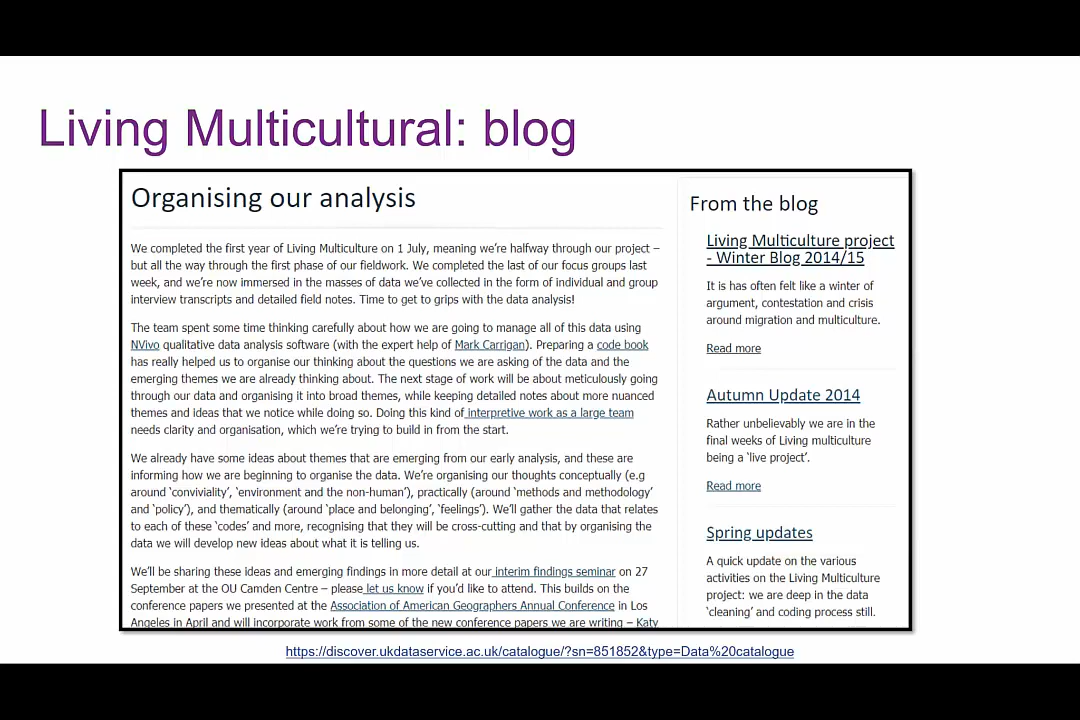 Living Multicultural: blog
Organising our analysis
We completed the first year of Living Multiculture on 1 July, meaning we're halfway through our project –
but all the way through the first phase of our fieldwork. We completed the last of our focus groups last
week, and we're now immersed in the masses of data we've collected in the form of individual and group
interview transcripts and detailed field notes. Time to get to grips with the data analysis!
The team spent some time thinking carefully about how we are going to manage all of this data using
NVivo qualitative data analysis software (with the expert help of Mark Carrigan). Preparing a code book
has really helped us to organise our thinking about the questions we are asking of the data and the
emerging themes we are already thinking about. The next stage of work will be about meticulously going
through our data and organising it into broad themes, while keeping detailed notes about more nuanced
themes and ideas that we notice while doing so. Doing this kind of interpretive work as a large team
needs clarity and organisation, which we're trying to build in from the start.
We already have some ideas about themes that are emerging from our early analysis, and these are
informing how we are beginning to organise the data. We're organising our thoughts conceptually (e.g
around 'conviviality', 'environment and the non-human'), practically (around 'methods and methodology'
and 'policy'), and thematically (around 'place and belonging', 'feelings'). We'll gather the data that relates
to each of these 'codes' and more, recognising that they will be cross-cutting and that by organising the
data we will develop new ideas about what it is telling us.
We'll be sharing these ideas and emerging findings in more detail at our interim findings seminar on 27
September at the OU Camden Centre – please let us know if you'd like to attend. This builds on the
conference papers we presented at the Association of American Geographers Annual Conference in Los
Angeles in April and will incorporate work from some of the new conference papers we are writing – Katy
From the blog
Living Multiculture project
- Winter Blog 2014/15
It is has often felt like a winter of
argument, contestation and crisis
around migration and multiculture.
Read more
Autumn Update 2014
Rather unbelievably we are in the
final weeks of Living multiculture
being a 'live project'.
Read more
Spring updates
A quick update on the various
activities on the Living Multiculture
project: we are deep in the data
'cleaning' and coding process still.
https://discover.ukdataservice.ac.uk/catalogue/?sn=851852&type=Data%20catalogue